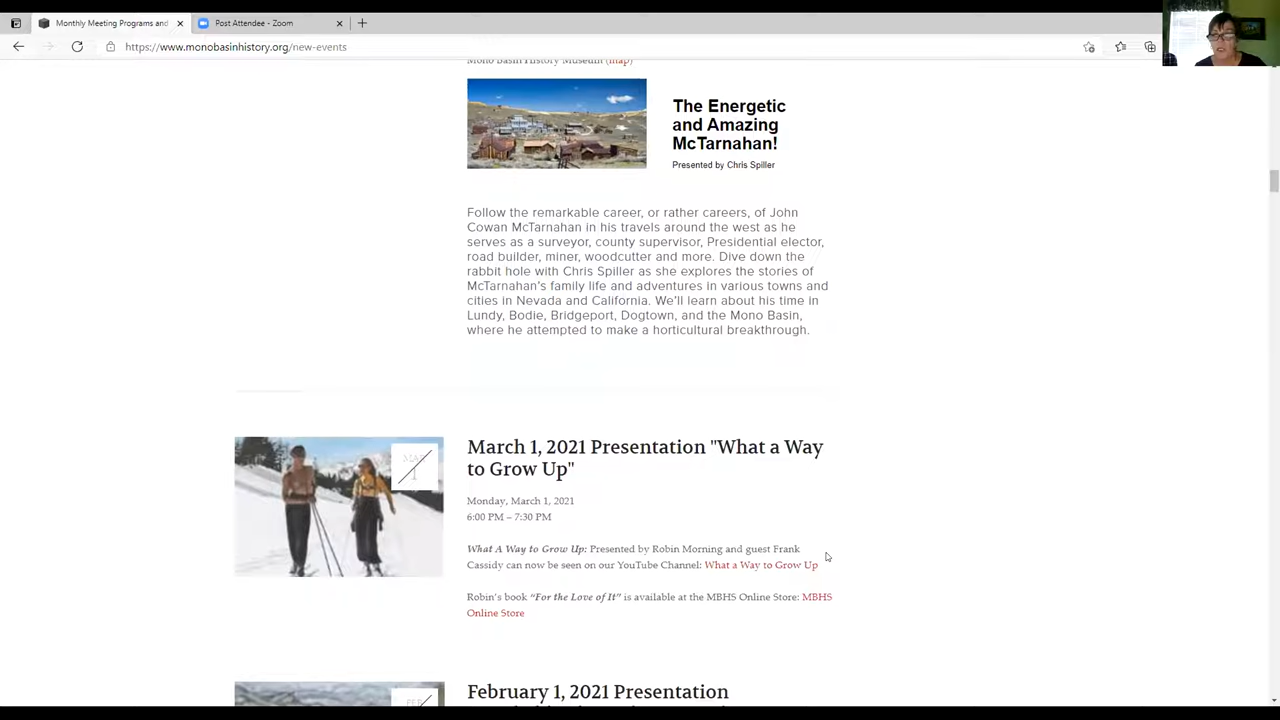 Monthly Meeting Programs and
Post Attendee - Zoom
https://www.monobasinhistory.org/new-events
Mono Basin History Museum (map)
The Energetic
and Amazing
McTarnahan!
Presented by Chris Spiller
Follow the remarkable career, or rather careers, of John
Cowan McTarnahan in his travels around the west as he
serves as a surveyor, county supervisor, Presidential elector,
road builder, miner, woodcutter and more. Dive down the
rabbit hole with Chris Spiller as she explores the stories of
McTarnahan's family life and adventures in various towns and
cities in Nevada and California. We'll learn about his time in
Lundy, Bodie, Bridgeport, Dogtown, and the Mono Basin,
where he attempted to make a horticultural breakthrough.
MAR
1
March 1, 2021 Presentation "What a Way
to Grow Up"
Monday, March 1, 2021
6:00 PM – 7:30 PM
What A Way to Grow Up: Presented by Robin Morning and guest Frank
Cassidy can now be seen on our YouTube Channel: What a Way to Grow Up
Robin's book "For the Love of It" is available at the MBHS Online Store: MBHS
Online Store
FEB
February 1, 2021 Presentation